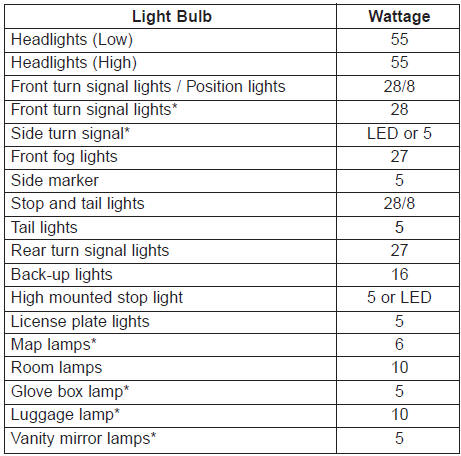 Light Bulb Wattage
Headlights (Low) 55
Headlights (High) 55
Front turn signal lights / Position lights 28/8
Front turn signal lights* 28
Side turn signal* LED or 5
Front fog lights 27
Side marker 5
Stop and tail lights 28/8
Tail lights 5
Rear turn signal lights 27
Back-up lights 16
High mounted stop light 5 or LED
License plate lights 5
Map lamps* 6
Room lamps 10
Glove box lamp* 5
Luggage lamp* 10
Vanity mirror lamps* 5